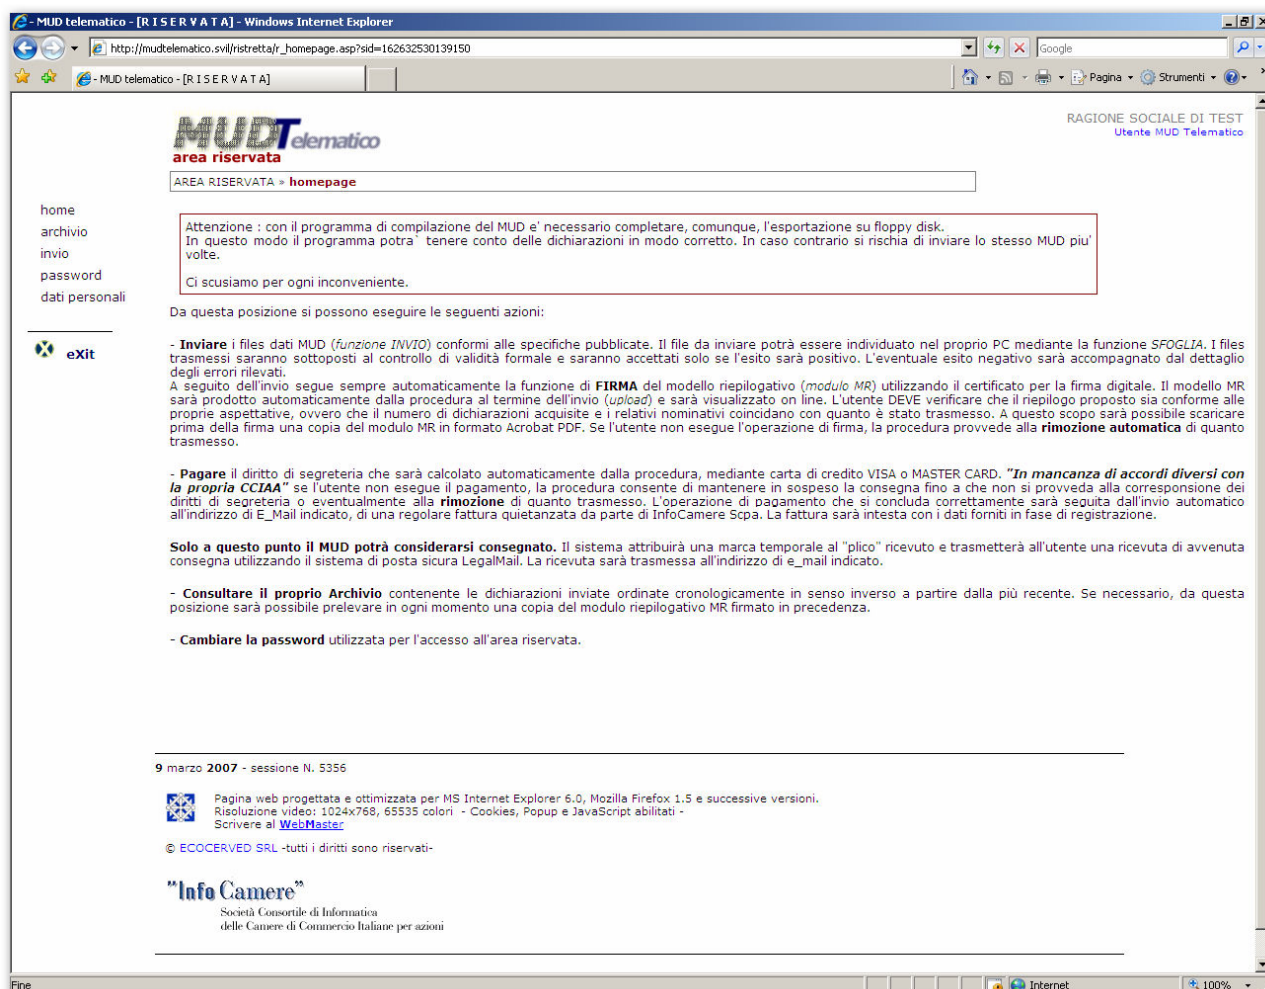 - MUD telematico - [R I S E R V A T A] - Windows Internet Explorer
http://mudtelematico.svil/ristretta/r_homepage.asp?sid=162632530139150
Google
- MUD telematico - [R I S E R V A T A]
Pagina
Strumenti
MUDTelematico
area riservata
RAGIONE SOCIALE DI TEST
Utente MUD Telematico
AREA RISERVATA » homepage
home
archivio
invio
password
dati personali
eXit
Attenzione : con il programma di compilazione del MUD e' necessario completare, comunque, l'esportazione su floppy disk.
In questo modo il programma potra` tenere conto delle dichiarazioni in modo corretto. In caso contrario si rischia di inviare lo stesso MUD piu'
volte.
Ci scusiamo per ogni inconveniente.
Da questa posizione si possono eseguire le seguenti azioni:
- Inviare i files dati MUD (funzione INVIO) conformi alle specifiche pubblicate. Il file da inviare potrà essere individuato nel proprio PC mediante la funzione SFOGLIA. I files
trasmessi saranno sottoposti al controllo di validità formale e saranno accettati solo se l'esito sarà positivo. L'eventuale esito negativo sarà accompagnato dal dettaglio
degli errori rilevati.
A seguito dell'invio segue sempre automaticamente la funzione di FIRMA del modello riepilogativo (modulo MR) utilizzando il certificato per la firma digitale. Il modello MR
sarà prodotto automaticamente dalla procedura al termine dell'invio (upload) e sarà visualizzato on line. L'utente DEVE verificare che il riepilogo proposto sia conforme alle
proprie aspettative, ovvero che il numero di dichiarazioni acquisite e i relativi nominativi coincidano con quanto è stato trasmesso. A questo scopo sarà possibile scaricare
prima della firma una copia del modulo MR in formato Acrobat PDF. Se l'utente non esegue l'operazione di firma, la procedura provvede alla rimozione automatica di quanto
trasmesso.
- Pagare il diritto di segreteria che sarà calcolato automaticamente dalla procedura, mediante carta di credito VISA o MASTER CARD. "In mancanza di accordi diversi con
la propria CCIAA" se l'utente non esegue il pagamento, la procedura consente di mantenere in sospeso la consegna fino a che non si provveda alla corresponsione dei
diritti di segreteria o eventualmente alla rimozione di quanto trasmesso. L'operazione di pagamento che si concluda correttamente sarà seguita dall'invio automatico
all'indirizzo di E_Mail indicato, di una regolare fattura quietanzata da parte di InfoCamere Scpa. La fattura sarà intesta con i dati forniti in fase di registrazione.
Solo a questo punto il MUD potrà considerarsi consegnato. Il sistema attribuirà una marca temporale al "plico" ricevuto e trasmetterà all'utente una ricevuta di avvenuta
consegna utilizzando il sistema di posta sicura LegalMail. La ricevuta sarà trasmessa all'indirizzo di e_mail indicato.
- Consultare il proprio Archivio contenente le dichiarazioni inviate ordinate cronologicamente in senso inverso a partire dalla più recente. Se necessario, da questa
posizione sarà possibile prelevare in ogni momento una copia del modulo riepilogativo MR firmato in precedenza.
- Cambiare la password utilizzata per l'accesso all'area riservata.
9 marzo 2007 - sessione N. 5356
Pagina web progettata e ottimizzata per MS Internet Explorer 6.0, Mozilla Firefox 1.5 e successive versioni.
Risoluzione video: 1024x768, 65535 colori - Cookies, Popup e JavaScript abilitati -
Scrivere al WebMaster
© ECOCERVED SRL -tutti i diritti sono riservati-
"Info Camere"
Società Consortile di Informatica
delle Camere di Commercio Italiane per azioni
Fine
Internet
100%